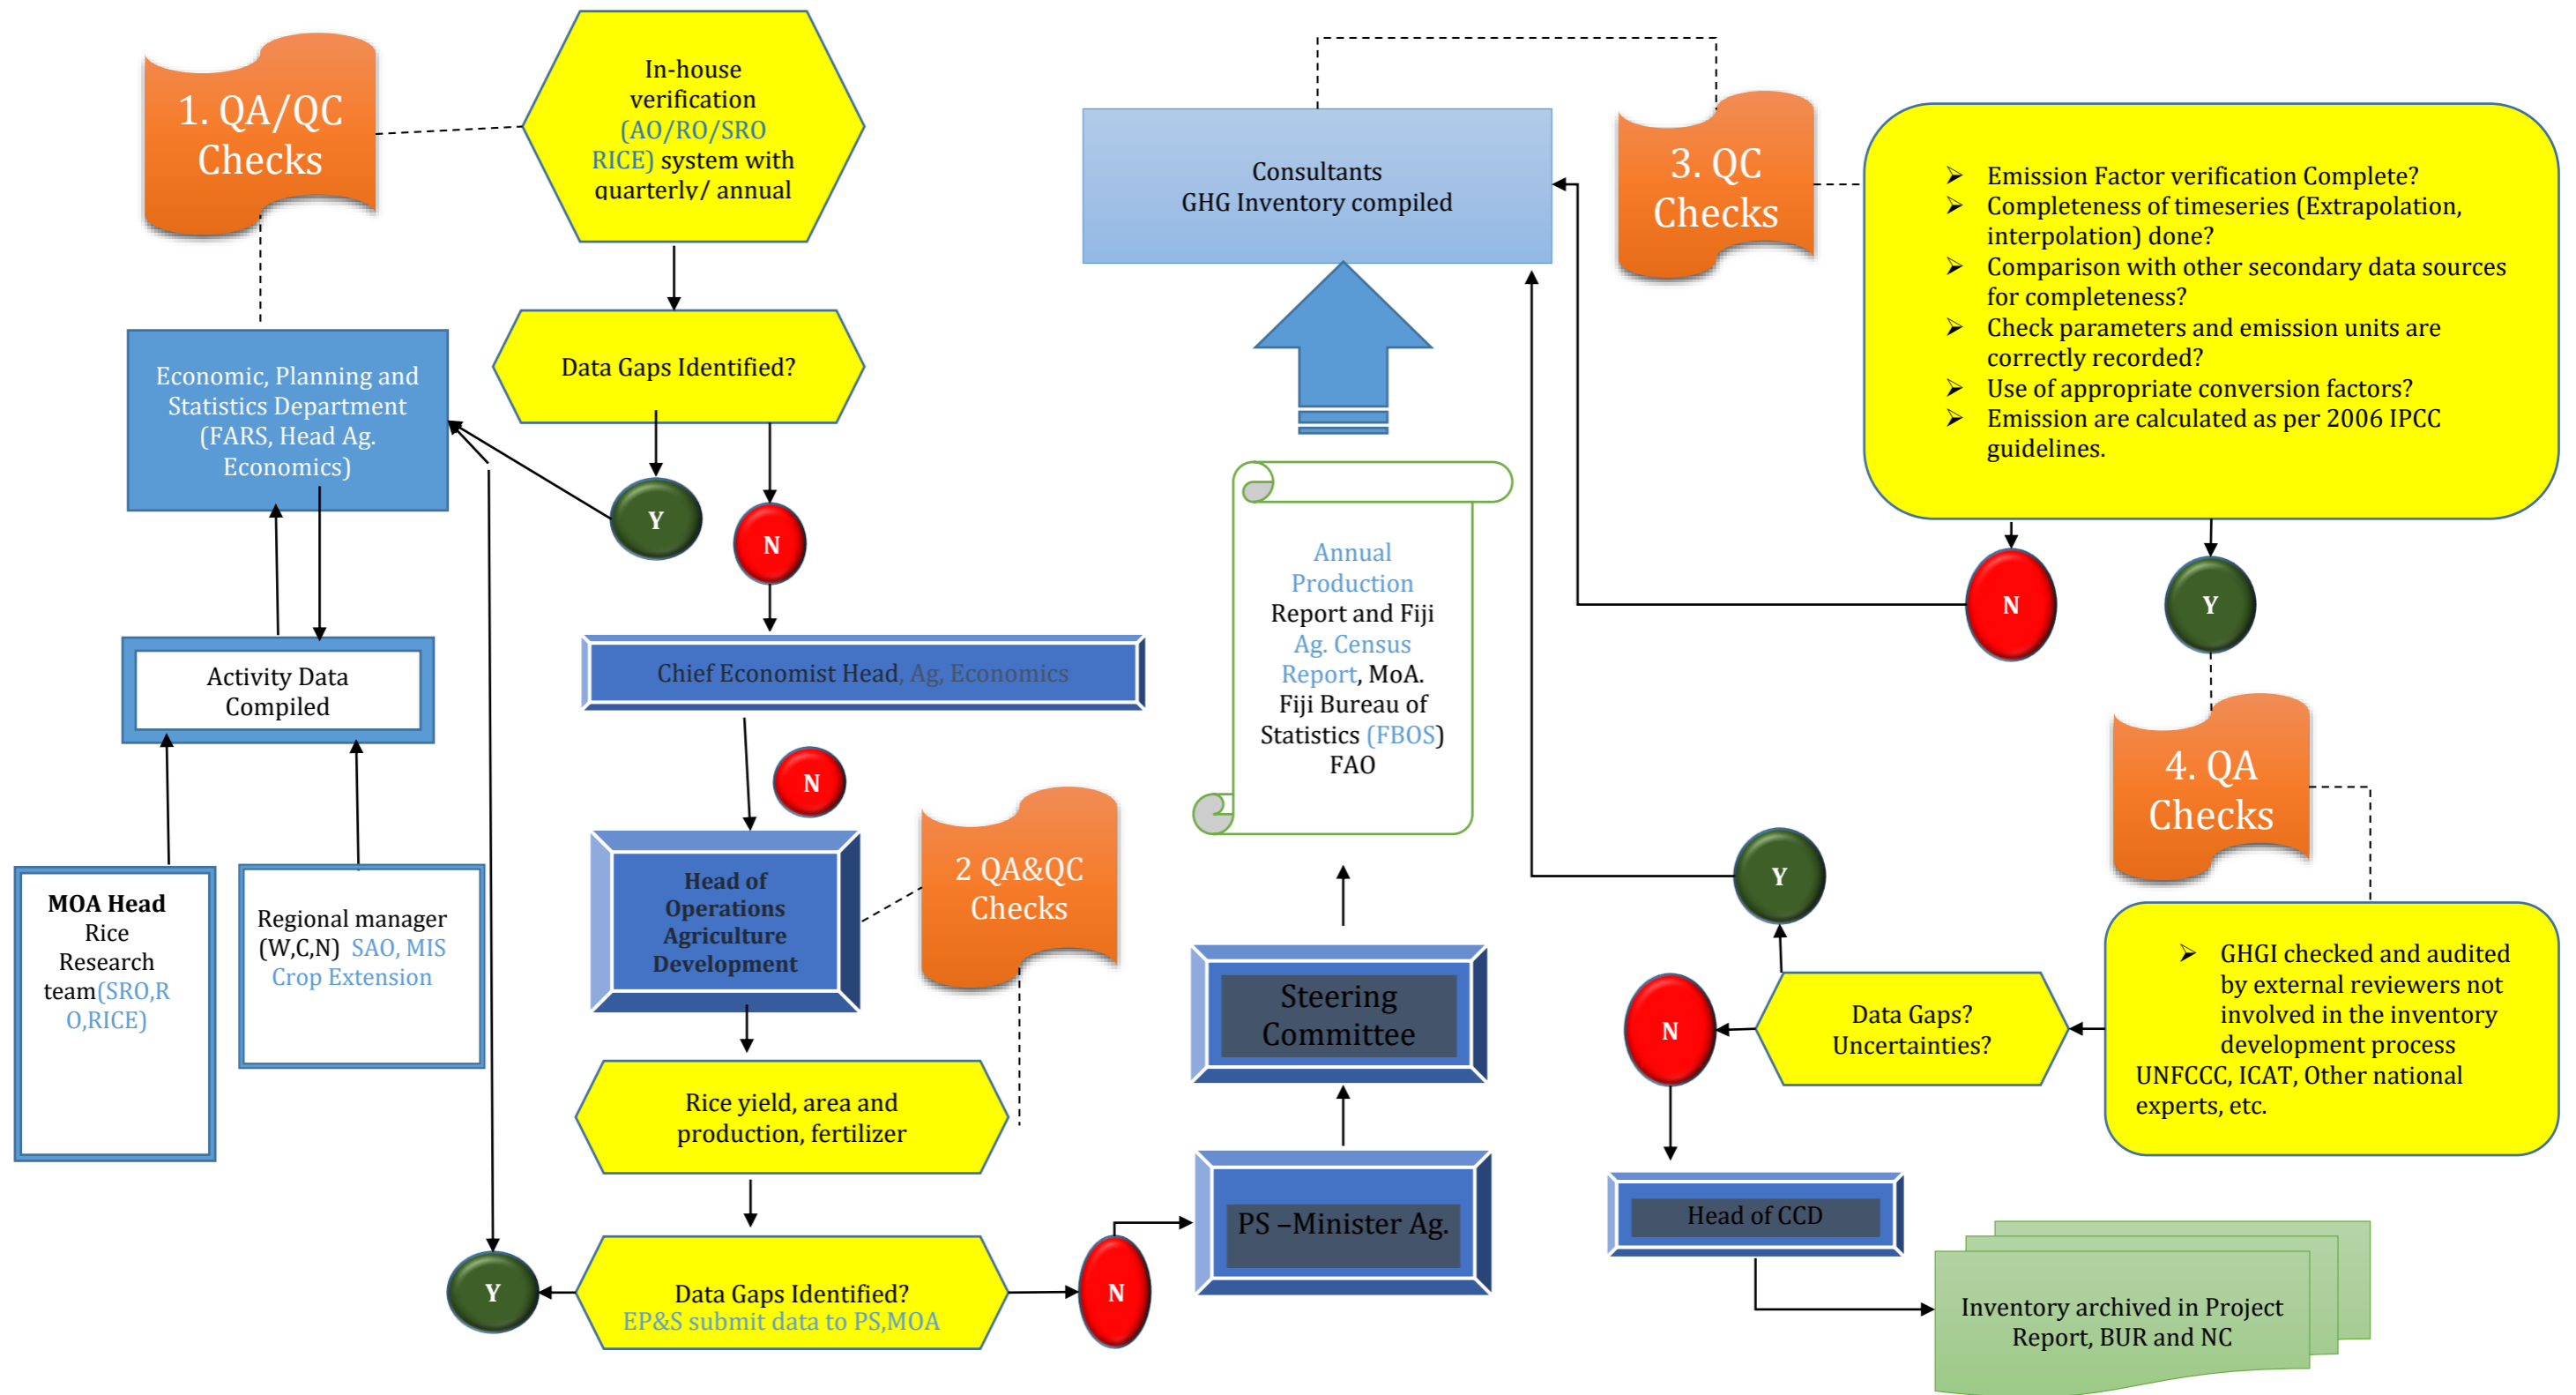 1. QA/QC
Checks
In-house
verification
(AO/RO/SRO
RICE) system with
quarterly/ annual
Data Gaps Identified?
Y
N
Economic, Planning and
Statistics Department
(FARS, Head Ag.
Economics)
Activity Data
Compiled
MOA Head
Rice
Research
team(SRO,R
O,RICE)
Regional manager
(W,C,N) SAO, MIS
Crop Extension
Chief Economist Head, Ag, Economics
N
Head of
Operations
Agriculture
Development
2 QA&QC
Checks
Rice yield, area and
production, fertilizer
Data Gaps Identified?
EP&S submit data to PS,MOA
Y
N
PS –Minister Ag.
Steering
Committee
Annual
Production
Report and Fiji
Ag. Census
Report, MoA.
Fiji Bureau of
Statistics (FBOS)
FAO
Consultants
GHG Inventory compiled
3. QC
Checks
➢ Emission Factor verification Complete?
➢ Completeness of timeseries (Extrapolation,
interpolation) done?
➢ Comparison with other secondary data sources
for completeness?
➢ Check parameters and emission units are
correctly recorded?
➢ Use of appropriate conversion factors?
➢ Emission are calculated as per 2006 IPCC
guidelines.
N
Y
4. QA
Checks
➢ GHGI checked and audited
by external reviewers not
involved in the inventory
development process
UNFCCC, ICAT, Other national
experts, etc.
Data Gaps?
Uncertainties?
Y
N
Head of CCD
Inventory archived in Project
Report, BUR and NC